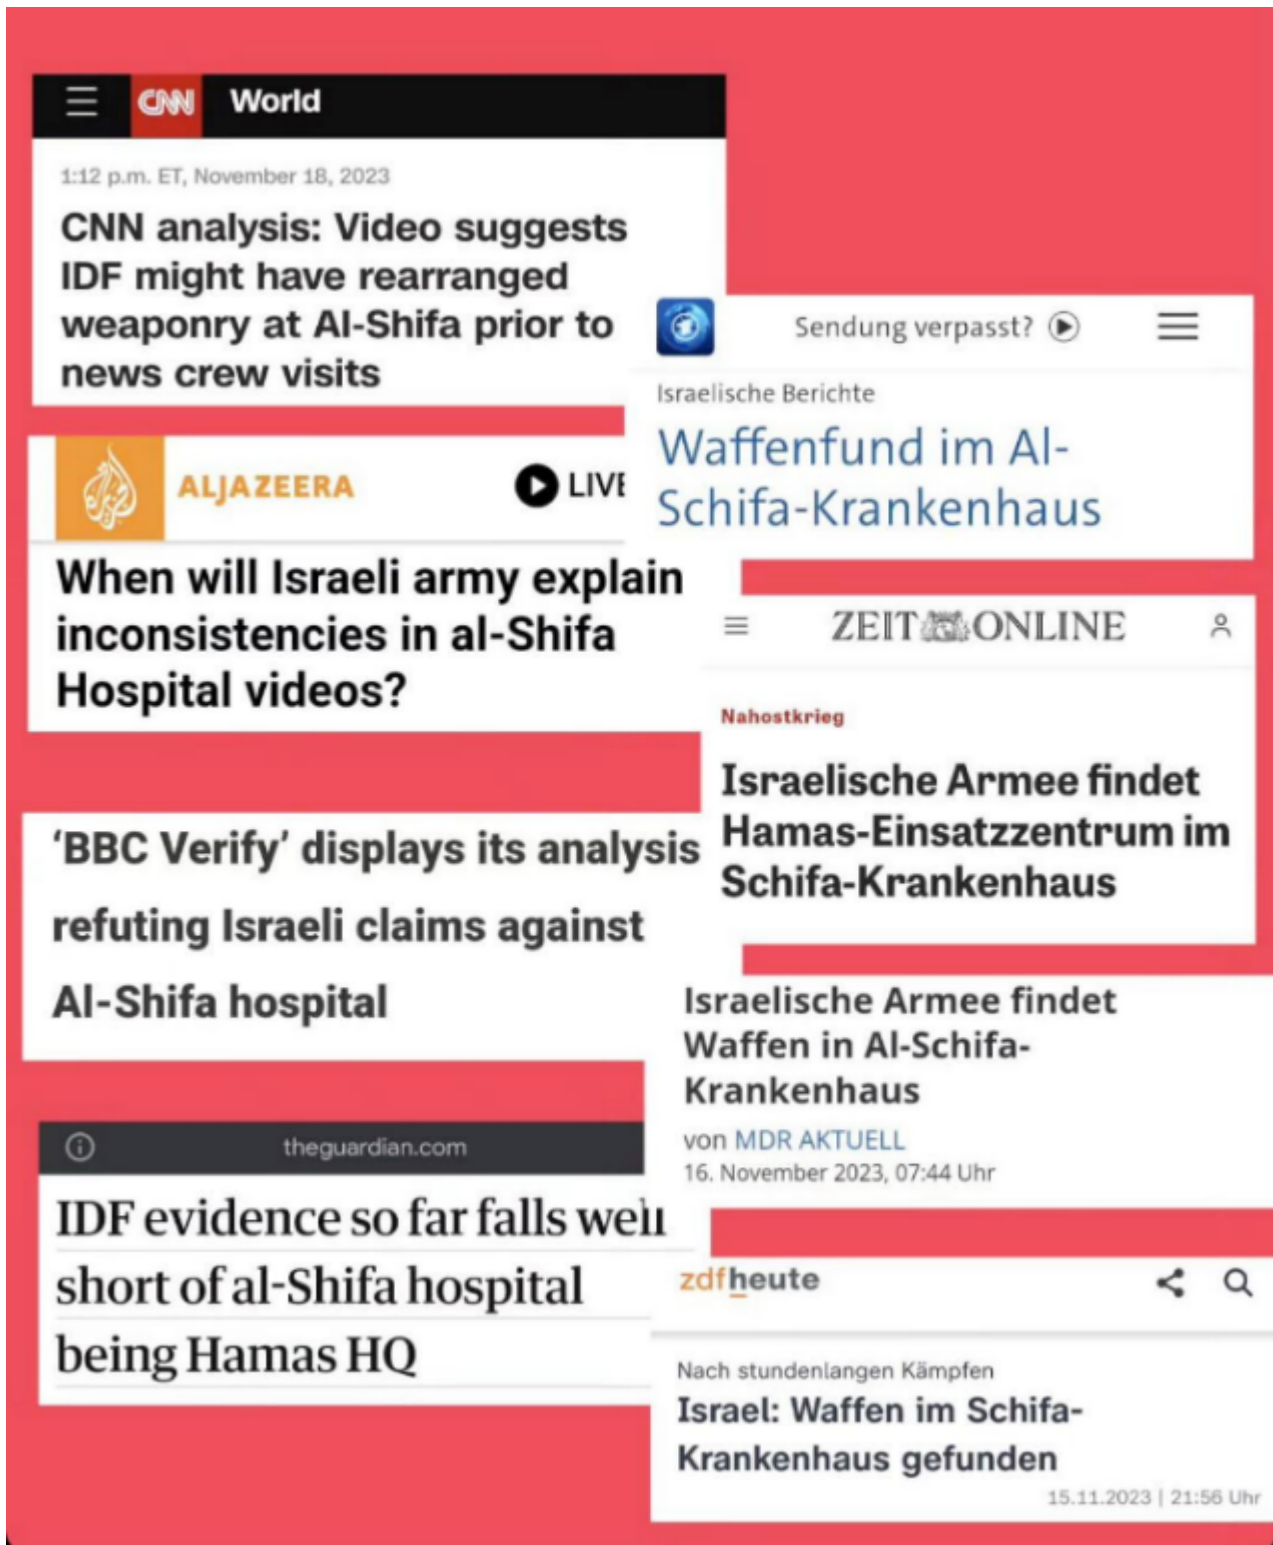 CNN World
1:12 p.m. ET, November 18, 2023
CNN analysis: Video suggests
IDF might have rearranged
weaponry at Al-Shifa prior to
news crew visits
ALJAZEERA LIVE
When will Israeli army explain
inconsistencies in al-Shifa
Hospital videos?
‘BBC Verify’ displays its analysis
refuting Israeli claims against
Al-Shifa hospital
theguardian.com
IDF evidence so far falls well
short of al-Shifa hospital
being Hamas HQ
Sendung verpasst?
Israelische Berichte
Waffenfund im Al-
Schifa-Krankenhaus
ZEIT ONLINE
Nahostkrieg
Israelische Armee findet
Hamas-Einsatzzentrum im
Schifa-Krankenhaus
Israelische Armee findet
Waffen in Al-Schifa-
Krankenhaus
von MDR AKTUELL
16. November 2023, 07:44 Uhr
zdfheute
Nach stundenlangen Kämpfen
Israel: Waffen im Schifa-
Krankenhaus gefunden
15.11.2023 | 21:56 Uhr